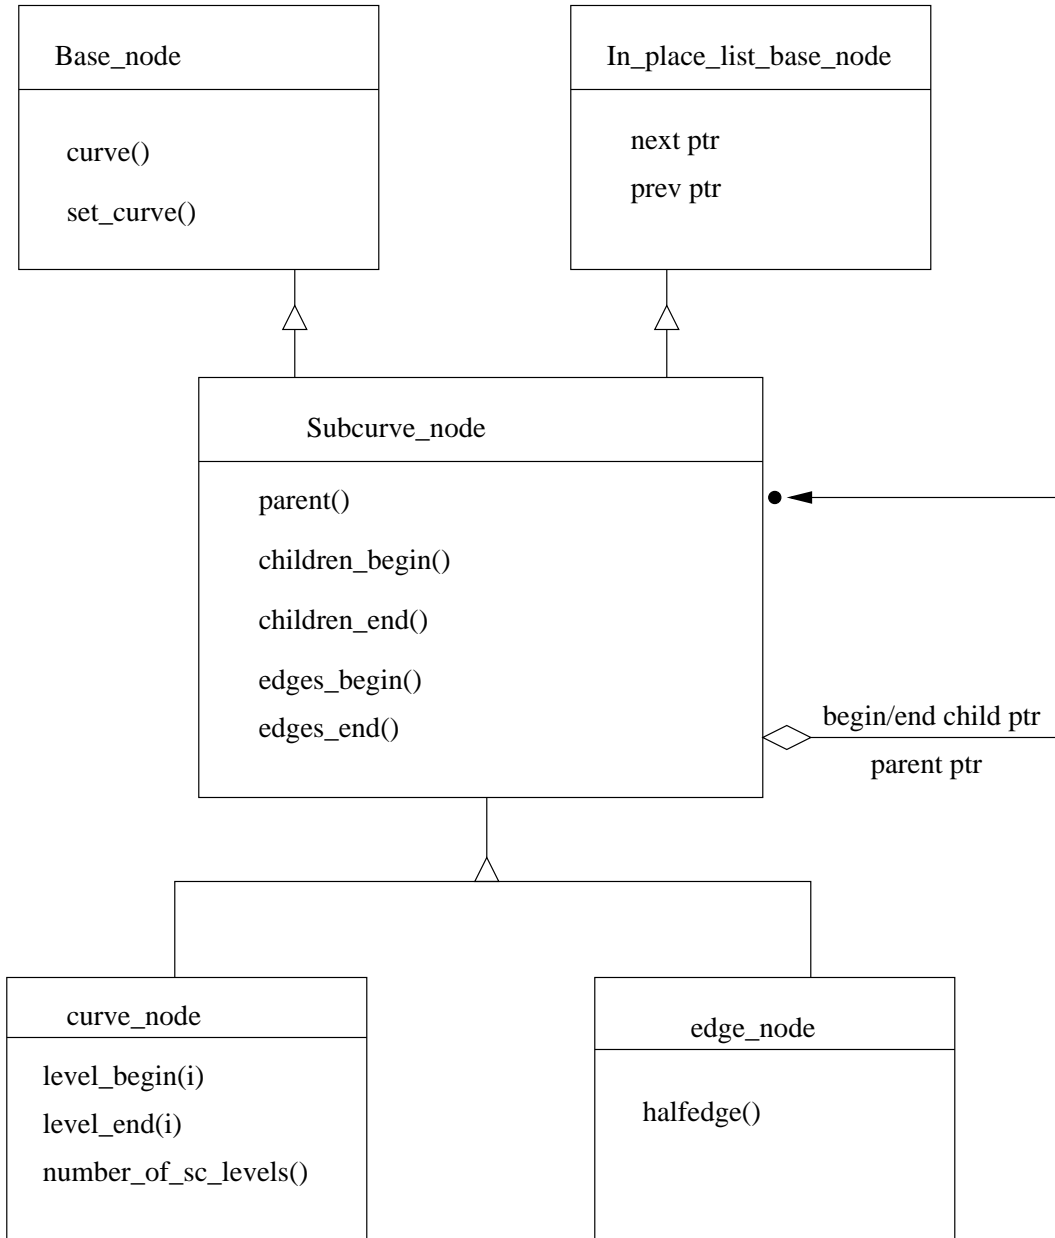 Base_node
curve()
set_curve()
In_place_list_base_node
next ptr
prev ptr
Subcurve_node
parent()
children_begin()
children_end()
edges_begin()
edges_end()
begin/end child ptr
parent ptr
curve_node
level_begin(i)
level_end(i)
number_of_sc_levels()
edge_node
halfedge()